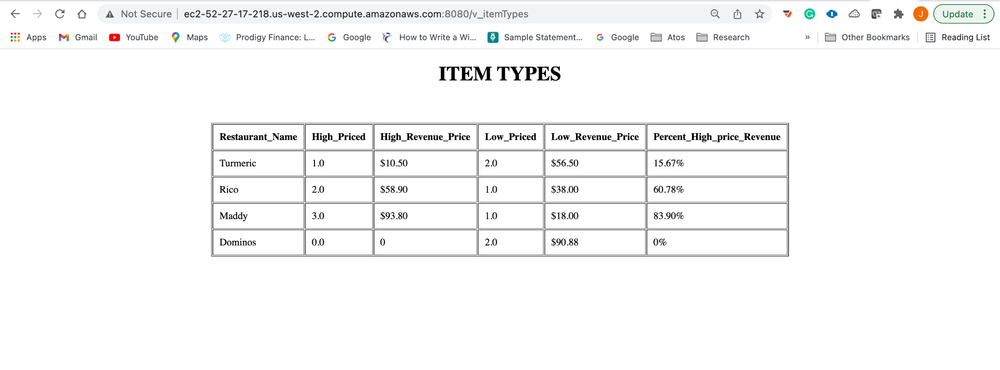 Not Secure ec2-52-27-17-218.us-west-2.compute.amazonaws.com:8080/v_itemTypes J Update
Apps Gmail YouTube Maps Prodigy Finance: L... Google How to Write a Wi... Sample Statement... Google Atos Research » Other Bookmarks Reading List
ITEM TYPES
Restaurant_Name High_Priced High_Revenue_Price Low_Priced Low_Revenue_Price Percent_High_price_Revenue
Turmeric 1.0 $10.50 2.0 $56.50 15.67%
Rico 2.0 $58.90 1.0 $38.00 60.78%
Maddy 3.0 $93.80 1.0 $18.00 83.90%
Dominos 0.0 0 2.0 $90.88 0%